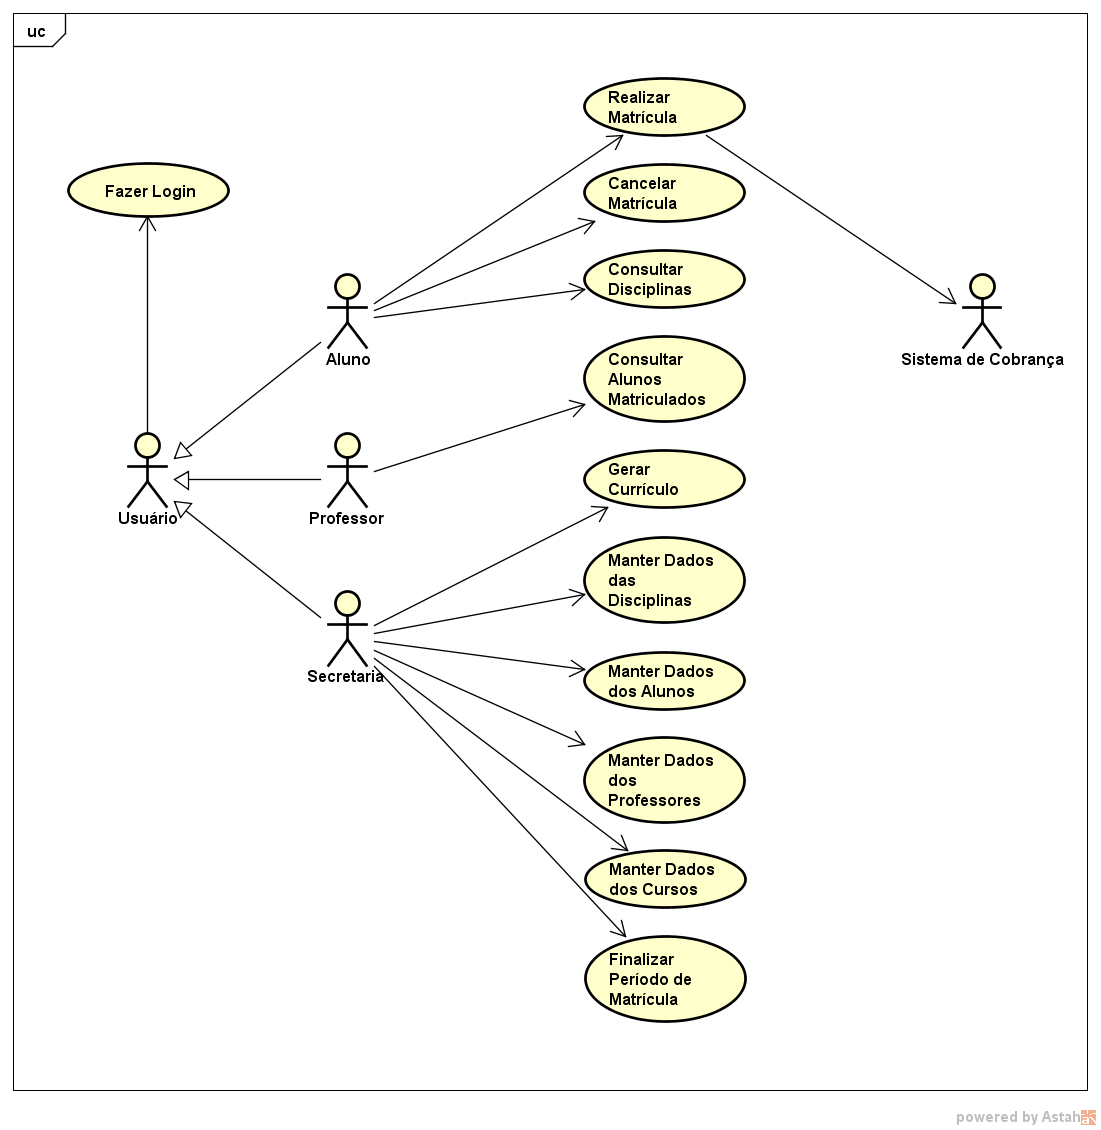 uc
Realizar
Matrícula
Fazer Login
Cancelar
Matrícula
Consultar
Disciplinas
Aluno
Sistema de Cobrança
Consultar
Alunos
Matriculados
Gerar
Currículo
Usuário
Professor
Manter Dados
das
Disciplinas
Secretaria
Manter Dados
dos Alunos
Manter Dados
dos
Professores
Manter Dados
dos Cursos
Finalizar
Período de
Matrícula
powered by Astah